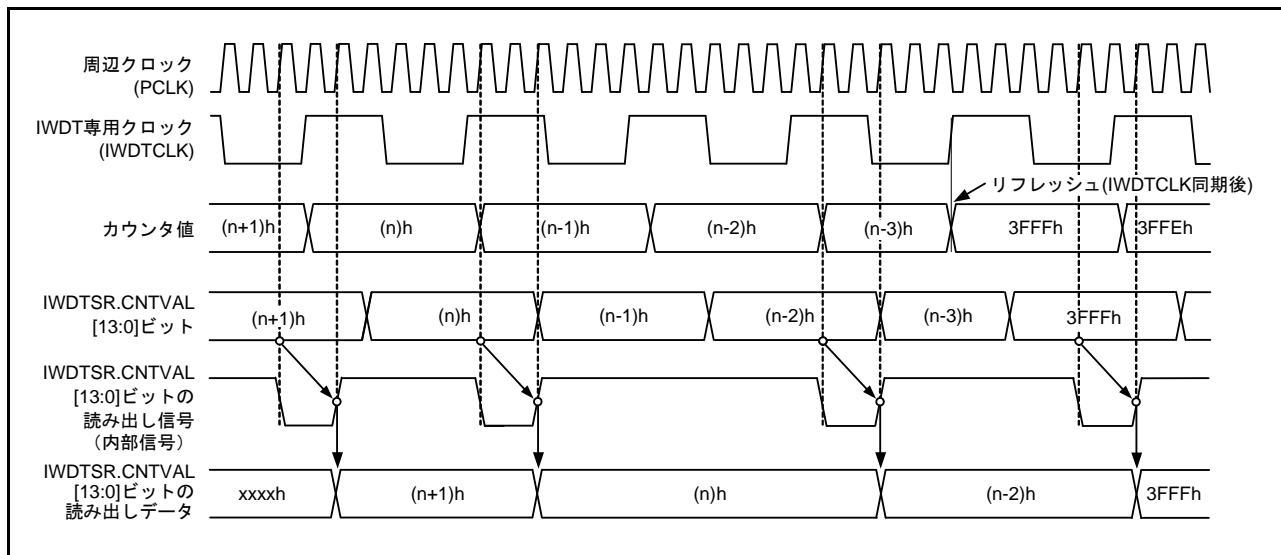 周辺クロック
(PCLK)
IWDT専用クロック
(IWDTCLK)
リフレッシュ(IWDTCLK同期後)
カウンタ値
(n+1)h
(n)h
(n-1)h
(n-2)h
(n-3)h
3FFFh
3FFEh
IWDTSR.CNTVAL
[13:0]ビット
(n+1)h
(n)h
(n-1)h
(n-2)h
(n-3)h
3FFFh
IWDTSR.CNTVAL
[13:0]ビットの
読み出し信号
(内部信号)
IWDTSR.CNTVAL
[13:0]ビットの
読み出しデータ
xxxxh
(n+1)h
(n)h
(n-2)h
3FFFh